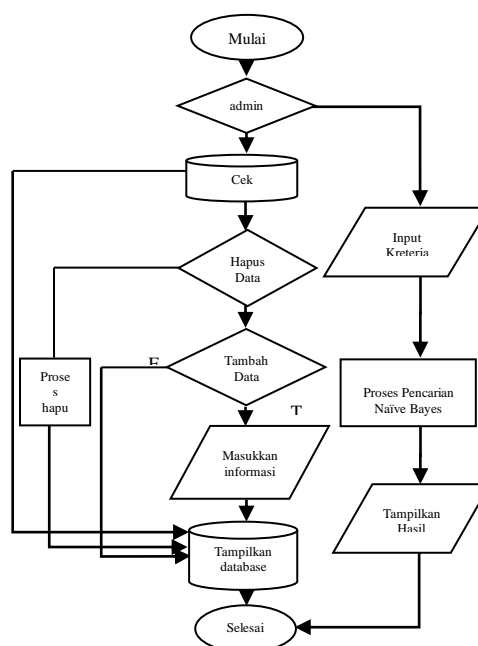 Mulai
admin
Cek
Input
Kreteria
Hapus
Data
F
Tambah
Data
Prose
s
hapu
Proses Pencarian
Naïve Bayes
T
Masukkan
informasi
Tampilkan
Hasil
Tampilkan
database
Selesai